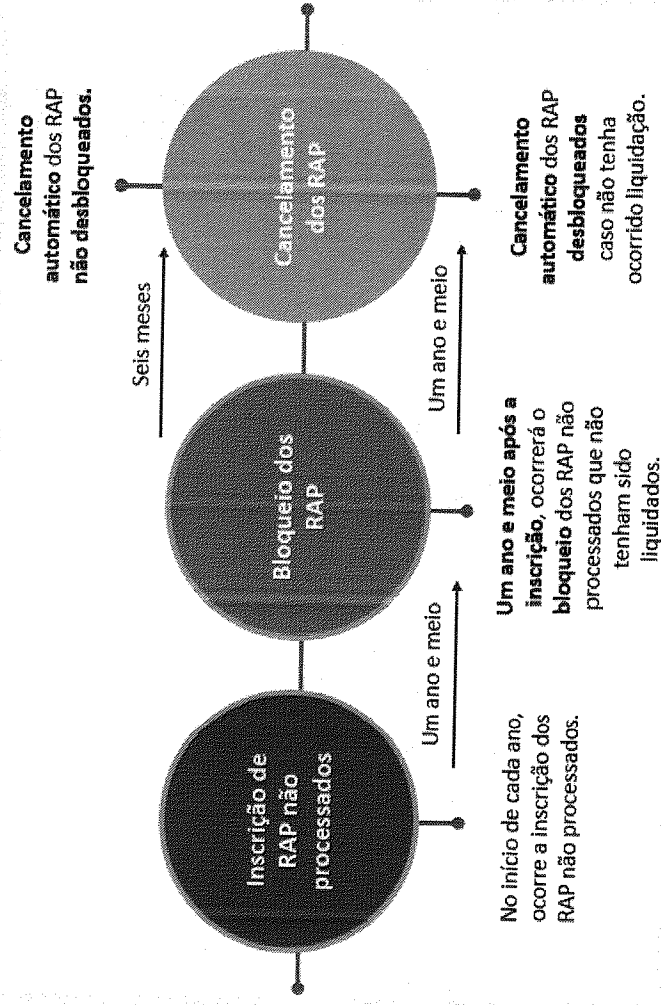 Cancelamento
automático dos RAP
não desbloqueados.
Seis meses
Inscrição de
RAP não
processados
Bloqueio dos
RAP
Cancelamento
dos RAP
Um ano e meio
Um ano e meio
No início de cada ano,
ocorre a inscrição dos
RAP não processados.
Um ano e meio após a
inscrição, ocorrerá o
bloqueio dos RAP não
processados que não
tenham sido
liquidados.
Cancelamento
automático dos RAP
desbloqueados
caso não tenha
ocorrido liquidação.